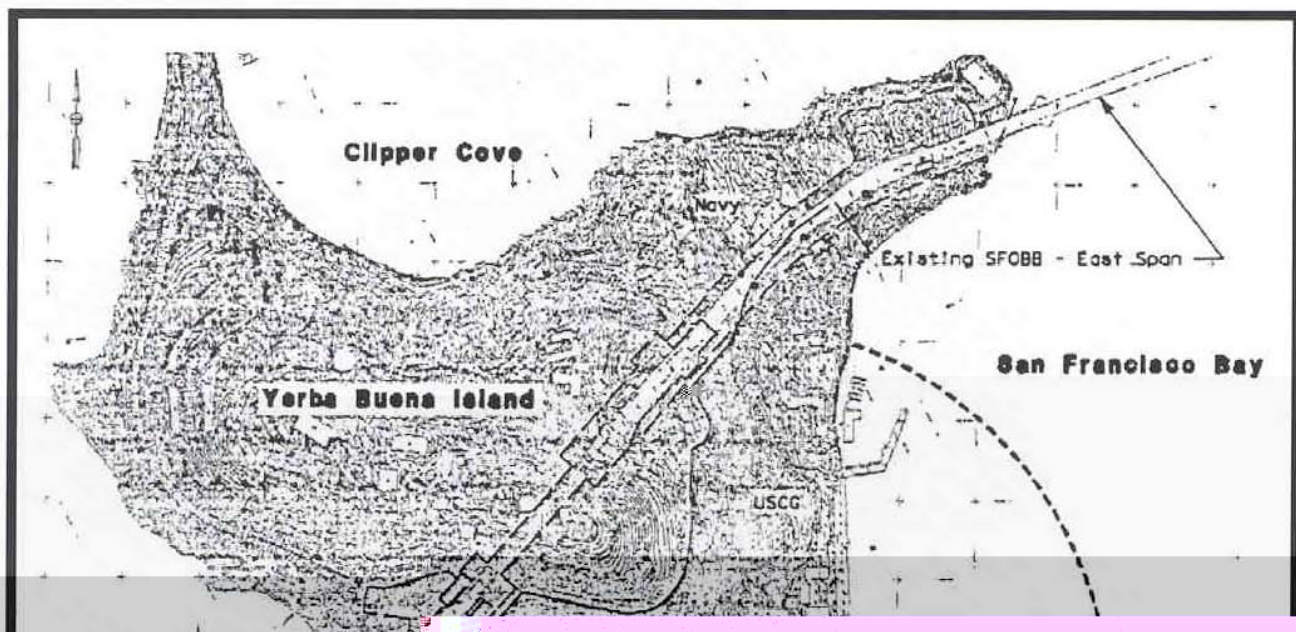 Clipper Cove
Navy
Existing SFOBB - East Span
San Francisco Bay
Yerba Buena Island
USCG